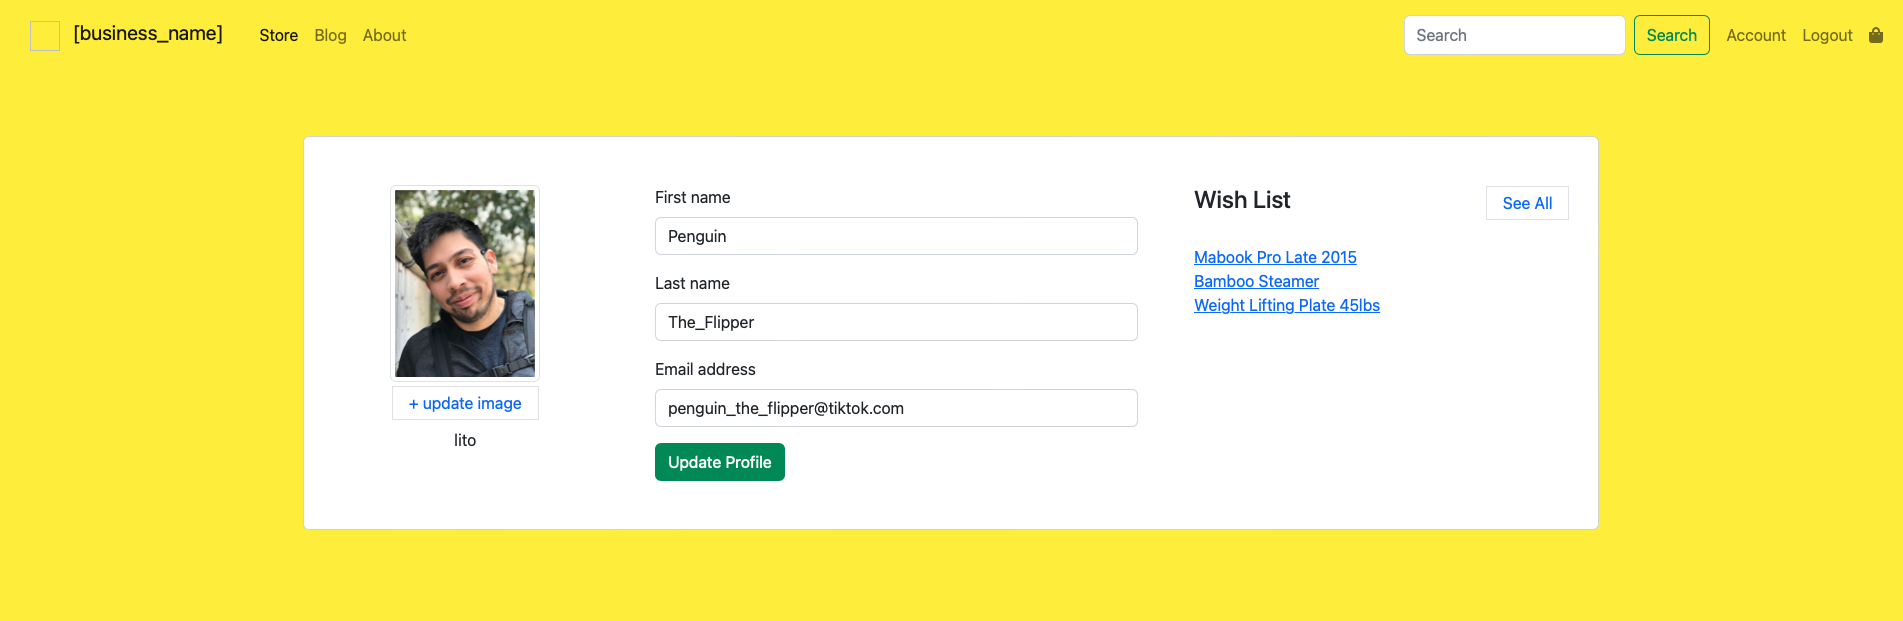 [business_name] Store Blog About Search Search Account Logout
+ update image
lito
First name
Penguin
Last name
The_Flipper
Email address
penguin_the_flipper@tiktok.com
Update Profile
Wish List See All
Mabook Pro Late 2015
Bamboo Steamer
Weight Lifting Plate 45lbs